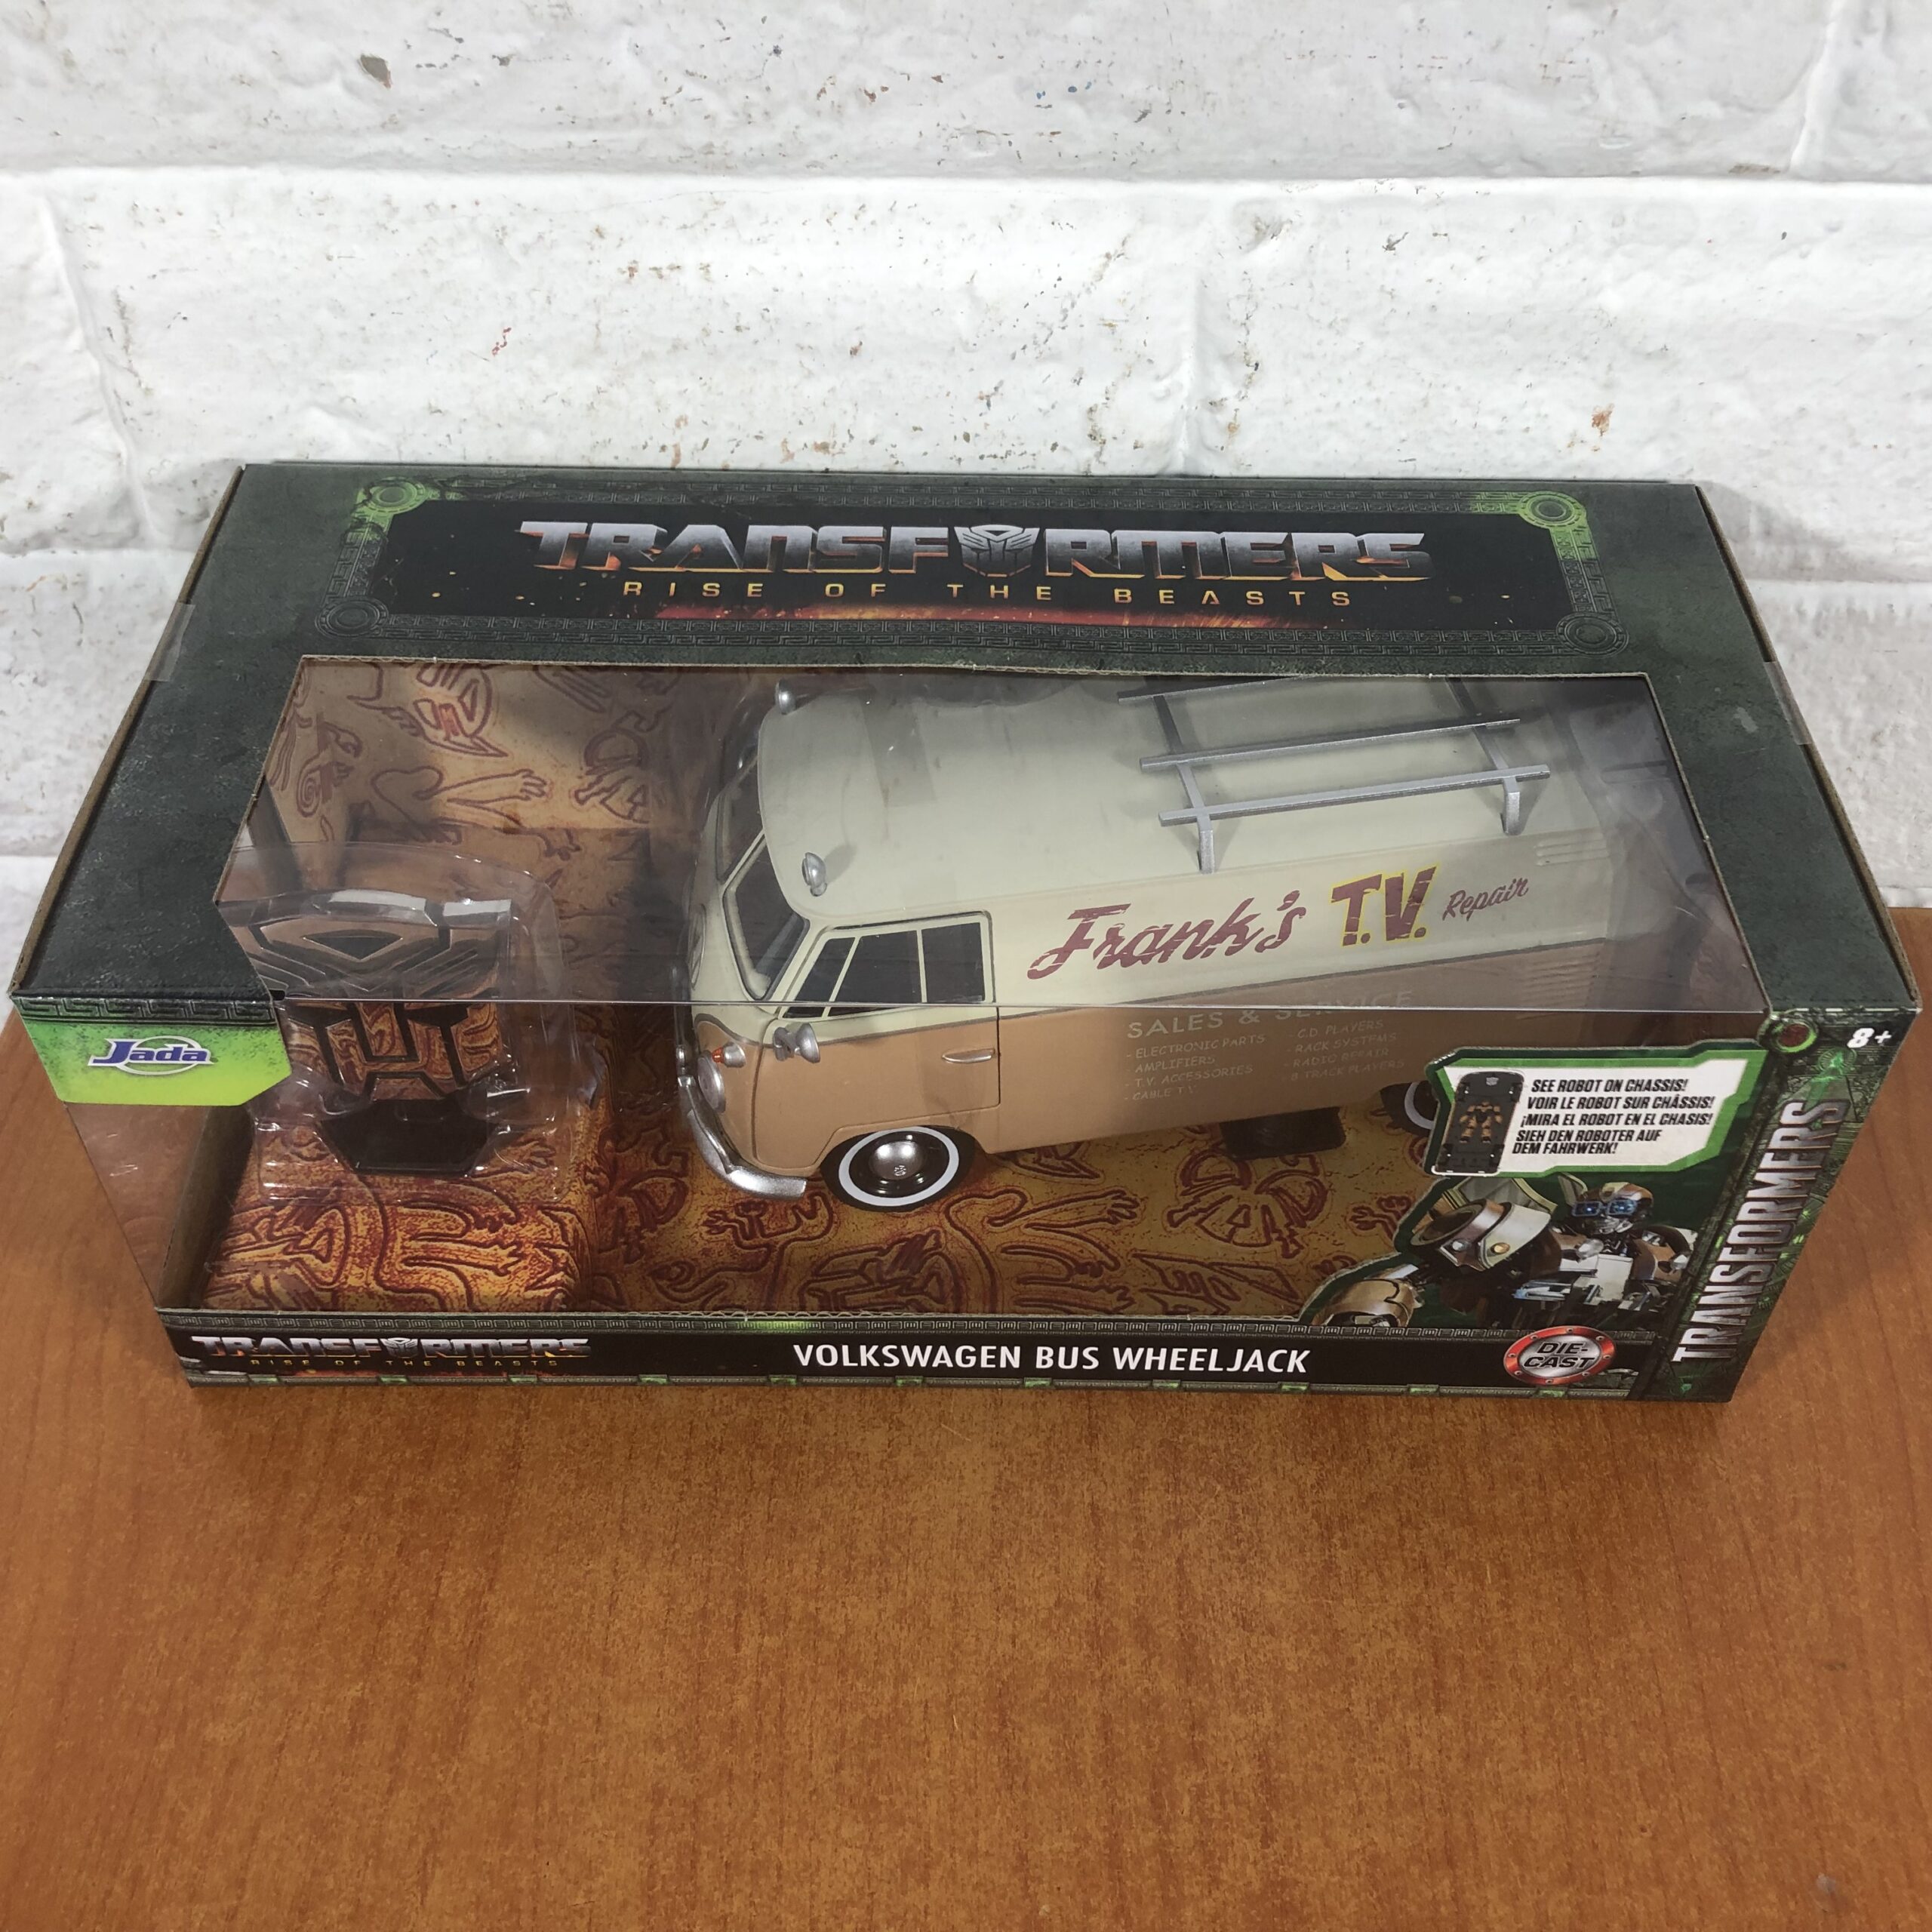 TRANSFORMERS
RISE OF THE BEASTS
Frank's T.V. Repair
SALES & SERVICE
- ELECTRONIC PARTS
AMPLIFIERS
- T.V. ACCESSORIES
- CABLE T.V.
- C.D. PLAYERS
- RACK SYSTEMS
- RADIO REPAIR
- 8-TRACK PLAYERS
Jada
8+
SEE ROBOT ON CHASSIS!
VOIR LE ROBOT SUR CHÂSSIS!
¡MIRA EL ROBOT EN EL CHASIS!
SIEH DEN ROBOTER AUF
DEM FAHRWERK!
TRANSFORMERS
TRANSFORMERS
RISE OF THE BEASTS
VOLKSWAGEN BUS WHEELJACK
DIE-
CAST